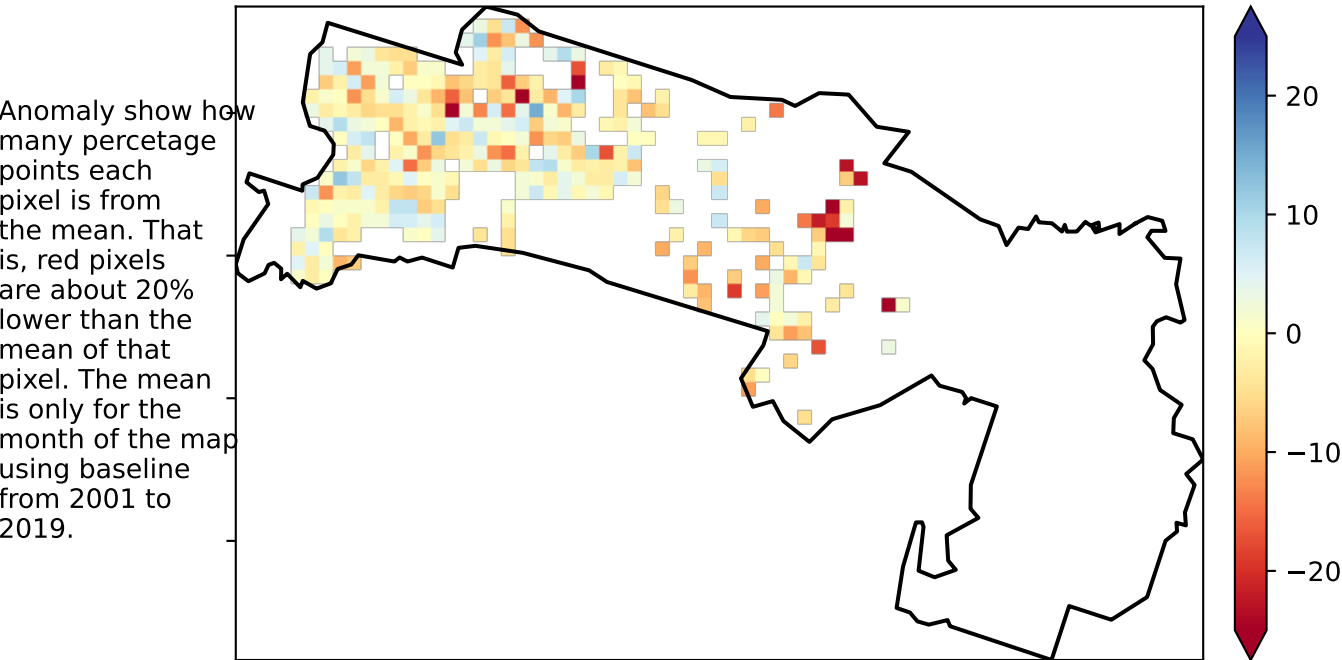 Anomaly show how
many percetage
points each
pixel is from
the mean. That
is, red pixels
are about 20%
lower than the
mean of that
pixel. The mean
is only for the
month of the map
using baseline
from 2001 to
2019.
20
10
0
−10
−20